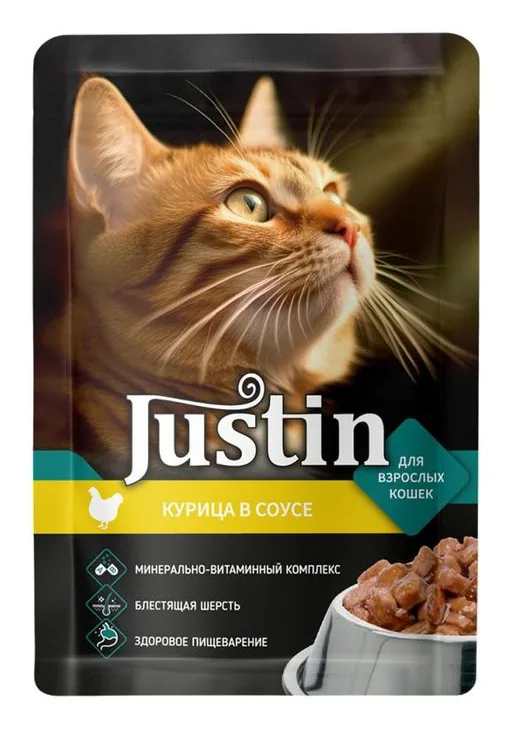 Justin
ДЛЯ
ВЗРОСЛЫХ
КОШЕК
КУРИЦА В СОУСЕ
МИНЕРАЛЬНО-ВИТАМИННЫЙ КОМПЛЕКС
БЛЕСТЯЩАЯ ШЕРСТЬ
ЗДОРОВОЕ ПИЩЕВАРЕНИЕ